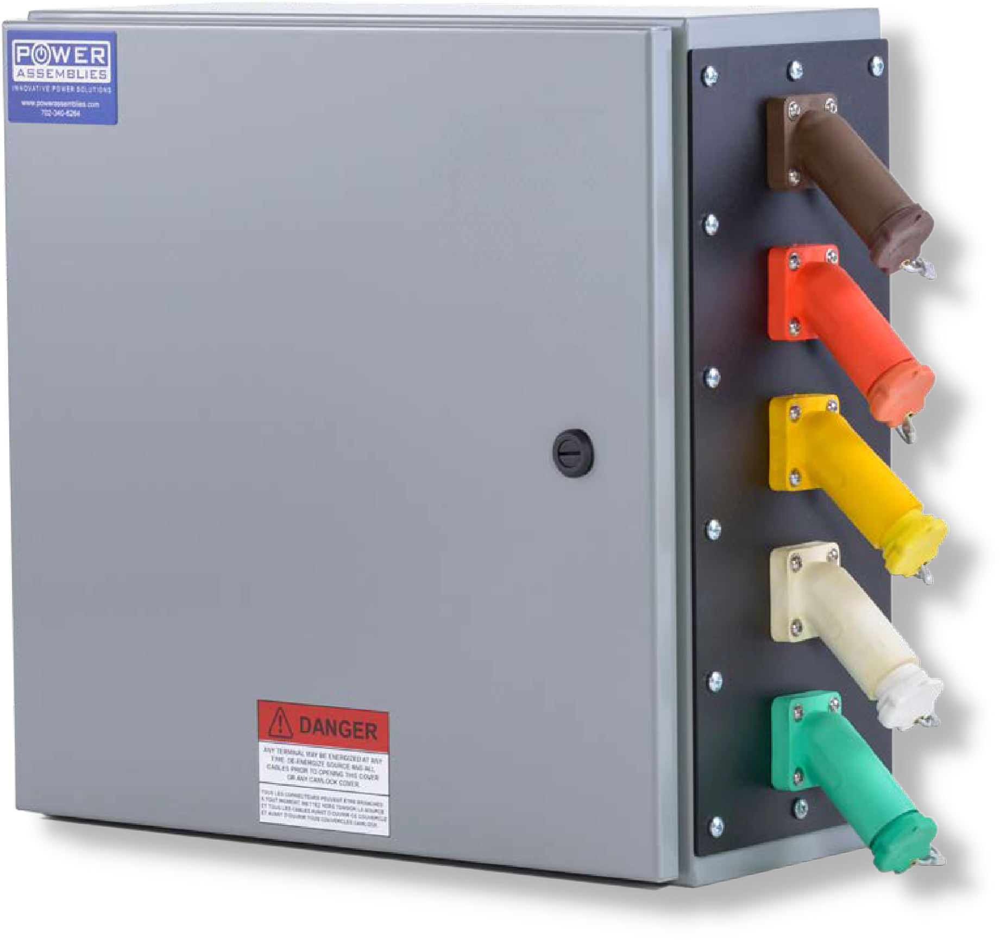 POWER
ASSEMBLIES
INNOVATIVE POWER SOLUTIONS
www.powerassemblies.com
702-340-6264
DANGER
ANY TERMINAL MAY BE ENERGIZED AT ANY
TIME. DE-ENERGIZE SOURCE AND ALL
CABLES PRIOR TO OPENING THIS COVER
OR ANY CAMLOCK COVER.
TOUS LES CONNECTEURS PEUVENT ÊTRE BRANCHÉS
À TOUT MOMENT. METTEZ HORS TENSION LA SOURCE
ET TOUS LES CABLES AVANT D'OUVRIR CE COUVERCLE
ET AVANT D'OUVRIR TOUS COUVERCLES CAMLOCK.